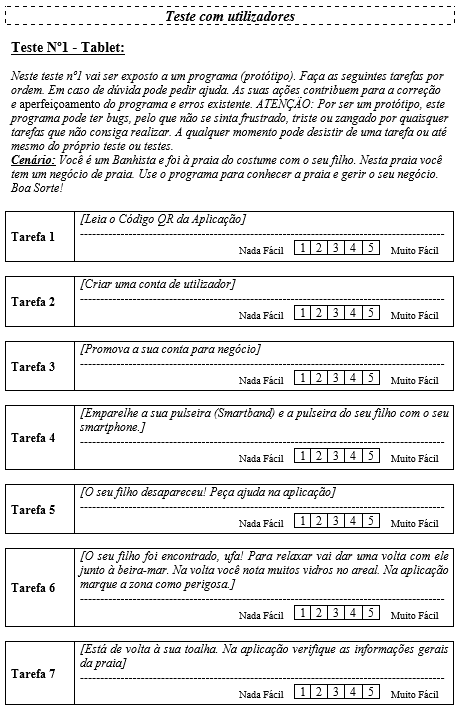 Teste com utilizadores
Teste Nº1 - Tablet:
Neste teste nº1 vai ser exposto a um programa (protótipo). Faça as seguintes tarefas por
ordem. Em caso de dúvida pode pedir ajuda. As suas ações contribuem para a correção
e aperfeiçoamento do programa e erros existente. ATENÇÃO: Por ser um protótipo, este
programa pode ter bugs, pelo que não se sinta frustrado, triste ou zangado por quaisquer
tarefas que não consiga realizar. A qualquer momento pode desistir de uma tarefa ou até
mesmo do próprio teste ou testes.
Cenário: Você é um Banhista e foi à praia do costume com o seu filho. Nesta praia você
tem um negócio de praia. Use o programa para conhecer a praia e gerir o seu negócio.
Boa Sorte!
Tarefa 1
[Leia o Código QR da Aplicação]
Nada Fácil 1 2 3 4 5 Muito Fácil
Tarefa 2
[Criar uma conta de utilizador]
Nada Fácil 1 2 3 4 5 Muito Fácil
Tarefa 3
[Promova a sua conta para negócio]
Nada Fácil 1 2 3 4 5 Muito Fácil
Tarefa 4
[Emparelhe a sua pulseira (Smartband) e a pulseira do seu filho com o seu
smartphone.]
Nada Fácil 1 2 3 4 5 Muito Fácil
Tarefa 5
[O seu filho desapareceu! Peça ajuda na aplicação]
Nada Fácil 1 2 3 4 5 Muito Fácil
Tarefa 6
[O seu filho foi encontrado, ufa! Para relaxar vai dar uma volta com ele
junto à beira-mar. Na volta você nota muitos vidros no areal. Na aplicação
marque a zona como perigosa.]
Nada Fácil 1 2 3 4 5 Muito Fácil
Tarefa 7
[Está de volta à sua toalha. Na aplicação verifique as informações gerais
da praia]
Nada Fácil 1 2 3 4 5 Muito Fácil